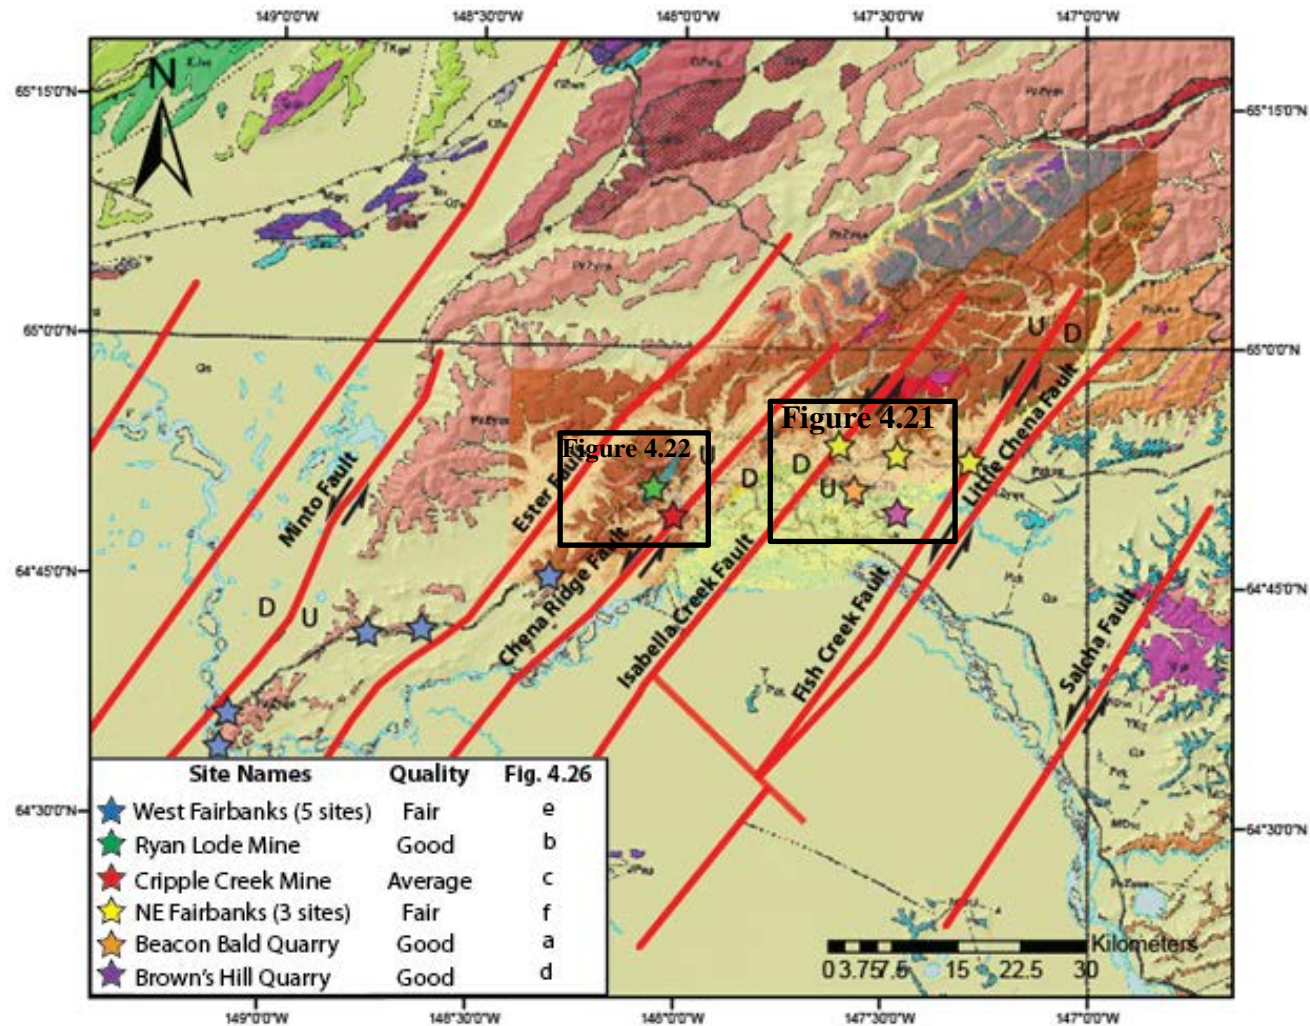 149°0'0"W 148°30'0"W 148°0'0"W 147°30'0"W 147°0'0"W
N
65°15'0"N
65°15'0"N
65°0'0"N
65°0'0"N
U
D
Figure 4.21
Figure 4.22
U
D
D
U
Minto Fault
Ester Fault
Little Chena Fault
64°45'0"N
64°45'0"N
D
U
Chena Ridge Fault
Isabella Creek Fault
Fish Creek Fault
Salcha Fault
Site Names Quality Fig. 4.26
West Fairbanks (5 sites) Fair e
Ryan Lode Mine Good b
Cripple Creek Mine Average c
NE Fairbanks (3 sites) Fair f
Beacon Bald Quarry Good a
Brown's Hill Quarry Good d
64°30'0"N
64°30'0"N
Kilometers
0 3.75 7.5 15 22.5 30
149°0'0"W 148°30'0"W 148°0'0"W 147°30'0"W 147°0'0"W